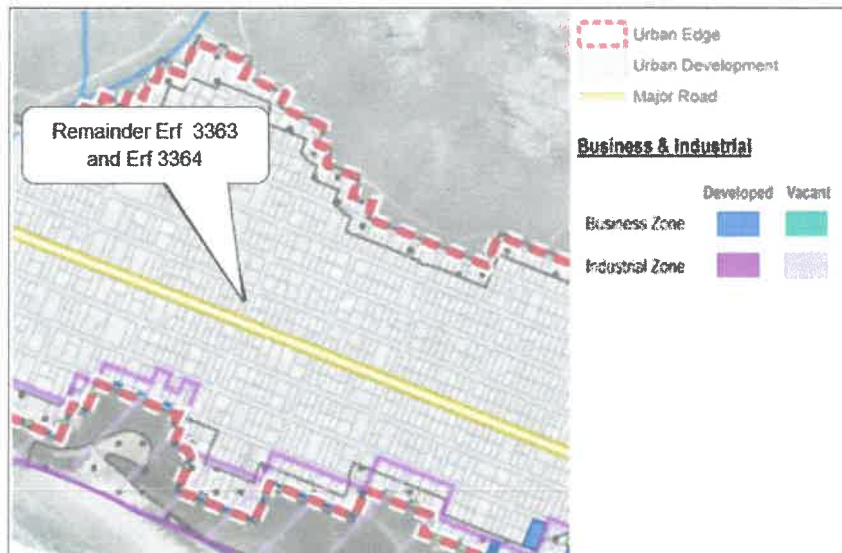 Remainder Erf 3363
and Erf 3364
Urban Edge
Urban Development
Major Road
Business & Industrial
Developed Vacant
Business Zone
Industrial Zone